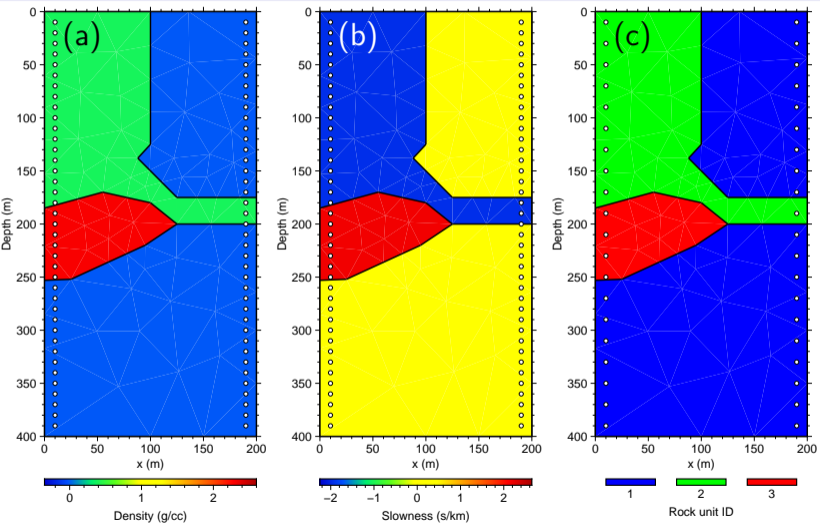 (a)
0
50
100
150
200
250
300
350
400
Depth (m)
0 50 100 150 200
x (m)
0 1 2
Density (g/cc)
(b)
0
50
100
150
200
250
300
350
400
Depth (m)
0 50 100 150 200
x (m)
−2 −1 0 1 2
Slowness (s/km)
(c)
0
50
100
150
200
250
300
350
400
Depth (m)
0 50 100 150 200
x (m)
1 2 3
Rock unit ID